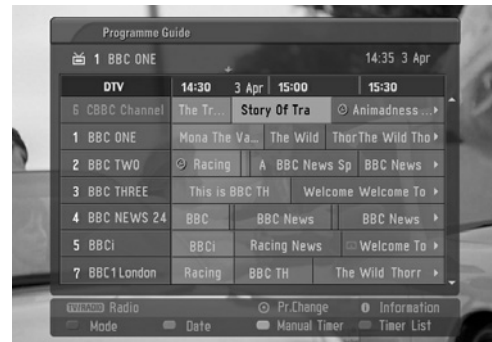 Programme Guide
1 BBC ONE 14:35 3 Apr
DTV 14:30 3 Apr 15:00 15:30
6 CBBC Channel The Tr... Story Of Tra Animadness ...
1 BBC ONE Mona The Va... The Wild ThorThe Wild Tho
2 BBC TWO Racing A BBC News Sp BBC News
3 BBC THREE This is BBC TH Welcome Welcome To
4 BBC NEWS 24 BBC BBC News BBC News
5 BBCi BBCi Racing News Welcome To
7 BBC1London Racing BBC TH The Wild Thorr
TV/RADIO Radio Pr.Change Information
Mode Date Manual Timer Timer List